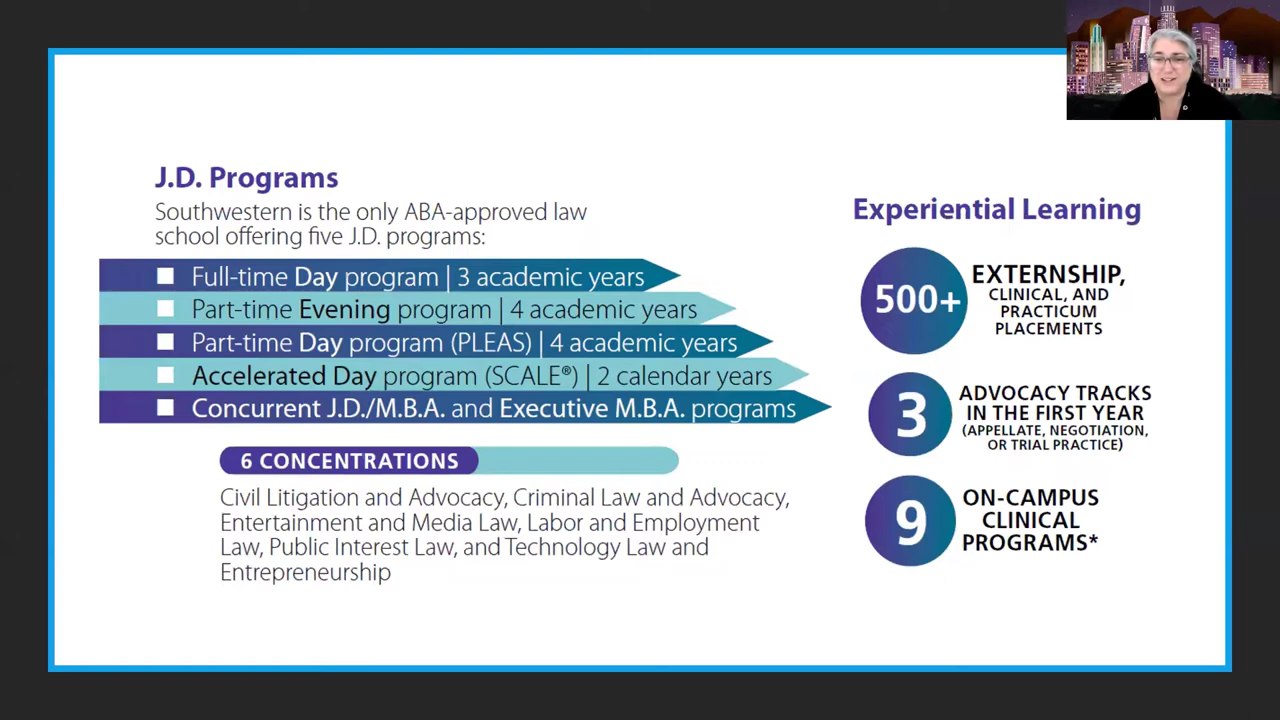 J.D. Programs
Southwestern is the only ABA-approved law
school offering five J.D. programs:
Full-time Day program | 3 academic years
Part-time Evening program | 4 academic years
Part-time Day program (PLEAS) | 4 academic years
Accelerated Day program (SCALE®) | 2 calendar years
Concurrent J.D./M.B.A. and Executive M.B.A. programs
6 CONCENTRATIONS
Civil Litigation and Advocacy, Criminal Law and Advocacy,
Entertainment and Media Law, Labor and Employment
Law, Public Interest Law, and Technology Law and
Entrepreneurship
Experiential Learning
500+
EXTERNSHIP,
CLINICAL, AND
PRACTICUM
PLACEMENTS
3
ADVOCACY TRACKS
IN THE FIRST YEAR
(APPELLATE, NEGOTIATION,
OR TRIAL PRACTICE)
9
ON-CAMPUS
CLINICAL
PROGRAMS*